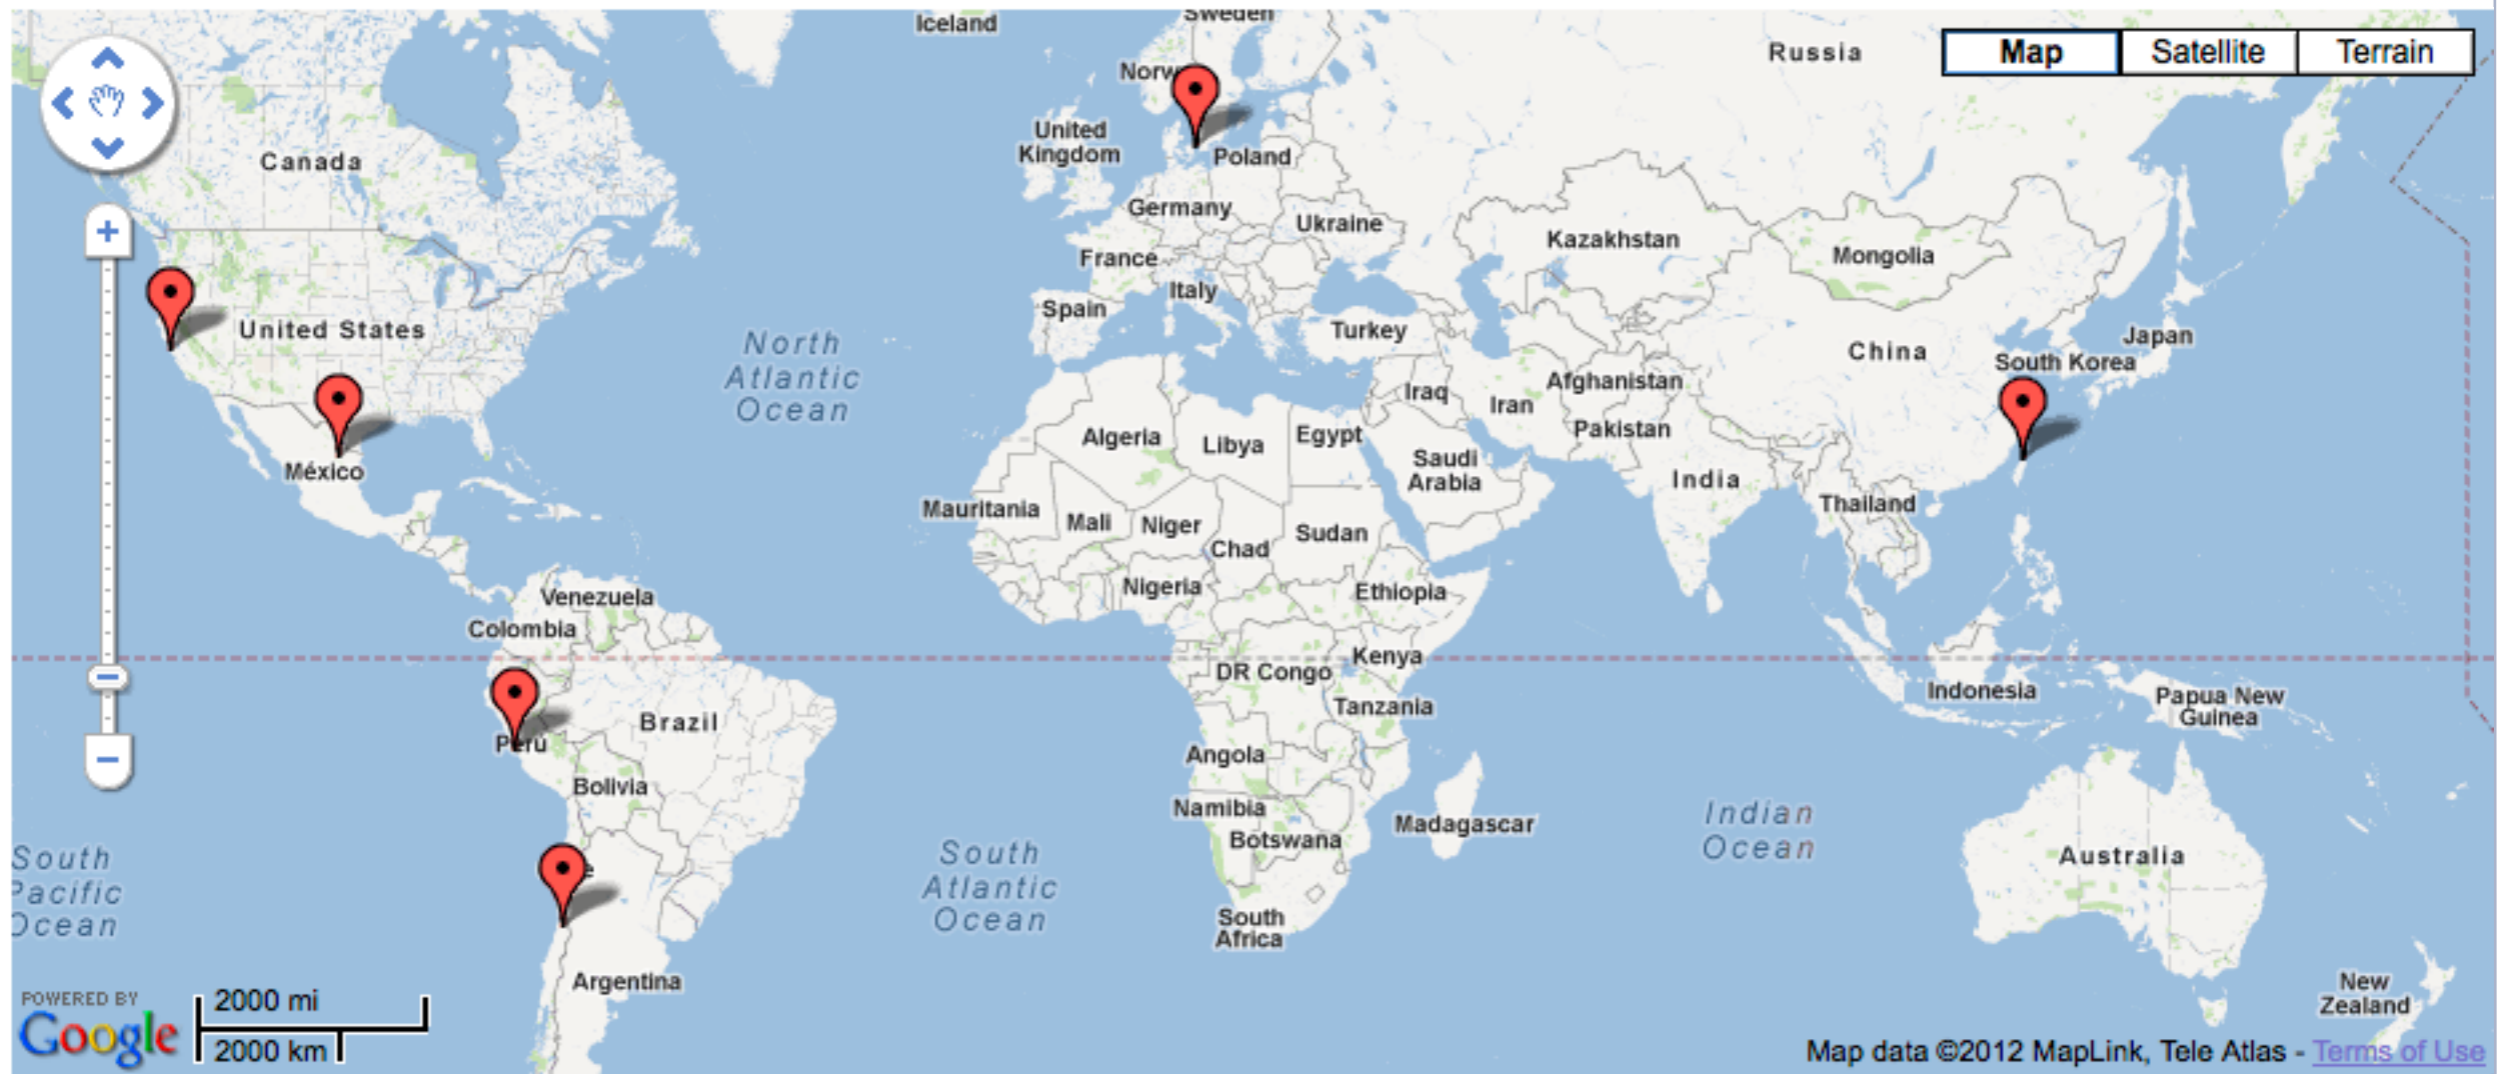 Iceland
Sweden
Russia
Map
Satellite
Terrain
Norw
Canada
United
Kingdom
Poland
Germany
Ukraine
France
Kazakhstan
Mongolia
Italy
Spain
United States
Turkey
Japan
North
Atlantic
Ocean
China
South Korea
Iraq
Iran
Afghanistan
Algeria
Libya
Egypt
Pakistan
México
Saudi
Arabia
India
Mauritania
Mali
Niger
Chad
Sudan
Thailand
Venezuela
Nigeria
Ethiopia
Colombia
DR Congo
Kenya
Indonesia
Papua New
Guinea
Tanzania
Brazil
Perú
Angola
Bolivia
Namibia
Madagascar
Botswana
Indian
Ocean
South
Pacific
Ocean
South
Atlantic
Ocean
e
Australia
South
Africa
Argentina
New
Zealand
POWERED BY
Google
2000 mi
2000 km
Map data ©2012 MapLink, Tele Atlas - Terms of Use